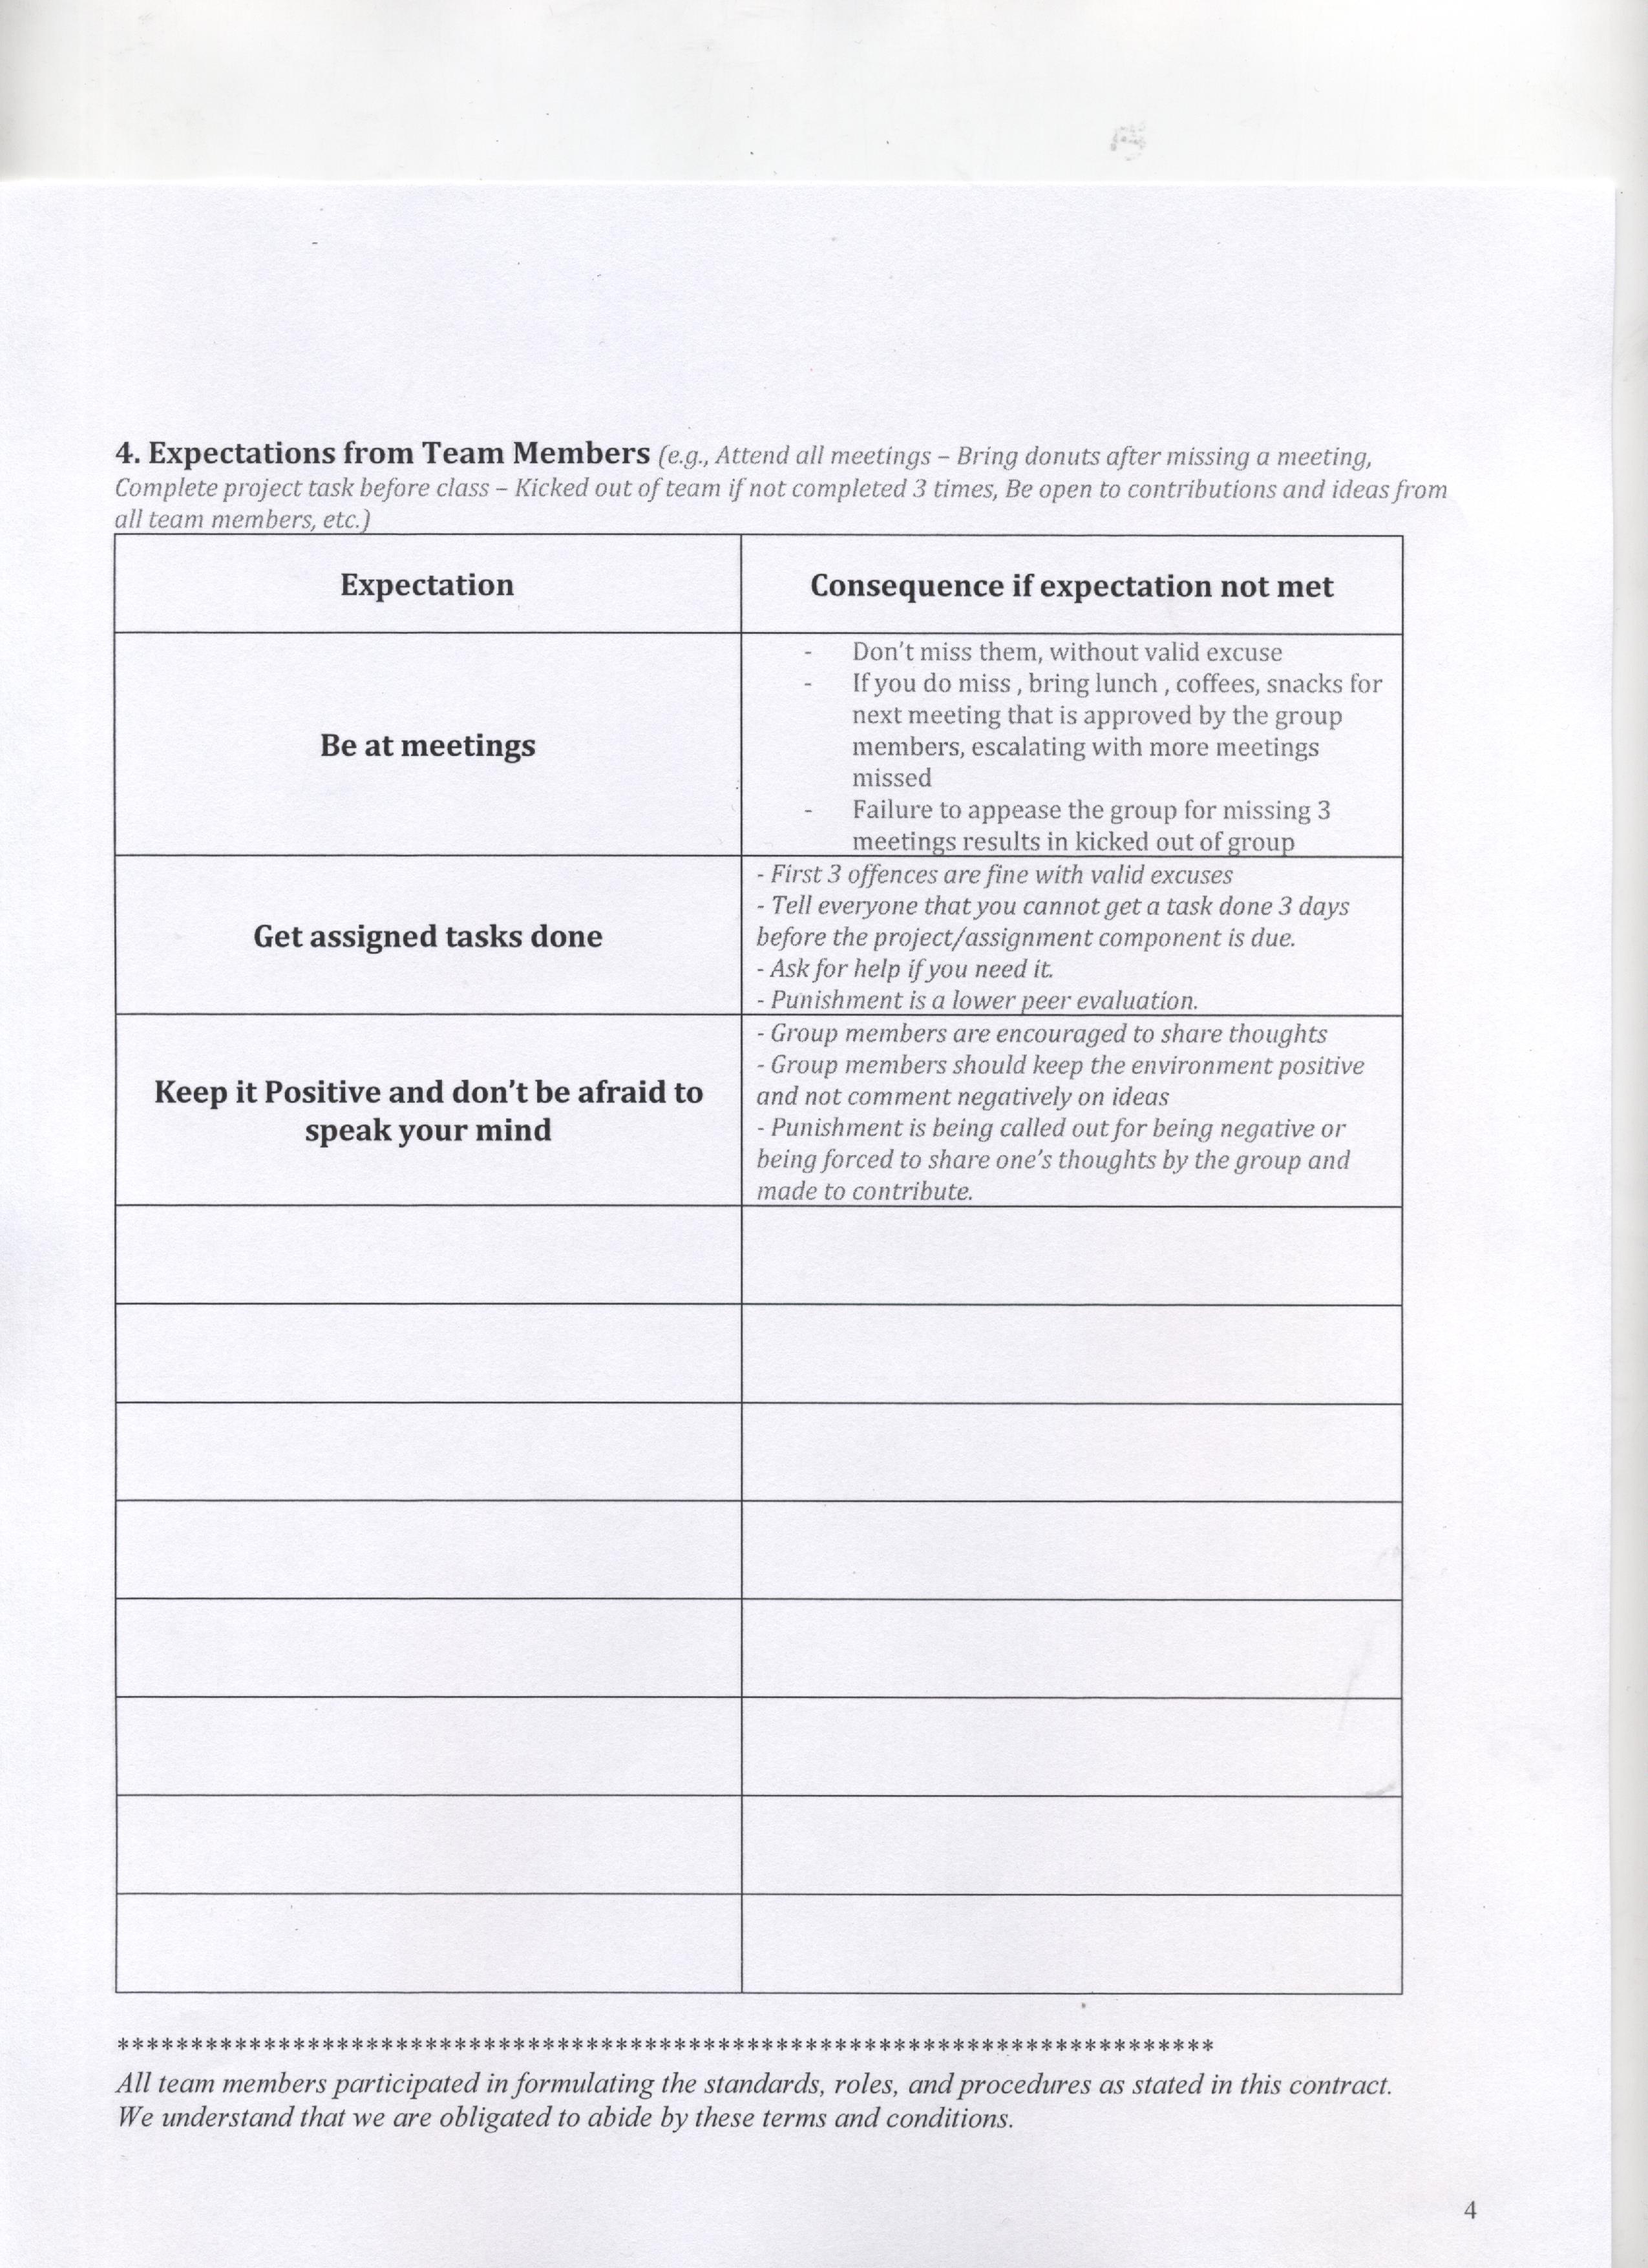 4. Expectations from Team Members (e.g., Attend all meetings – Bring donuts after missing a meeting,
Complete project task before class – Kicked out of team if not completed 3 times, Be open to contributions and ideas from
all team members, etc.)
Expectation
Consequence if expectation not met
Be at meetings
- Don't miss them, without valid excuse
- If you do miss , bring lunch , coffees, snacks for
next meeting that is approved by the group
members, escalating with more meetings
missed
- Failure to appease the group for missing 3
meetings results in kicked out of group
Get assigned tasks done
- First 3 offences are fine with valid excuses
- Tell everyone that you cannot get a task done 3 days
before the project/assignment component is due.
- Ask for help if you need it.
- Punishment is a lower peer evaluation.
Keep it Positive and don't be afraid to
speak your mind
- Group members are encouraged to share thoughts
- Group members should keep the environment positive
and not comment negatively on ideas
- Punishment is being called out for being negative or
being forced to share one's thoughts by the group and
made to contribute.
***************************************************************************
All team members participated in formulating the standards, roles, and procedures as stated in this contract.
We understand that we are obligated to abide by these terms and conditions.
4